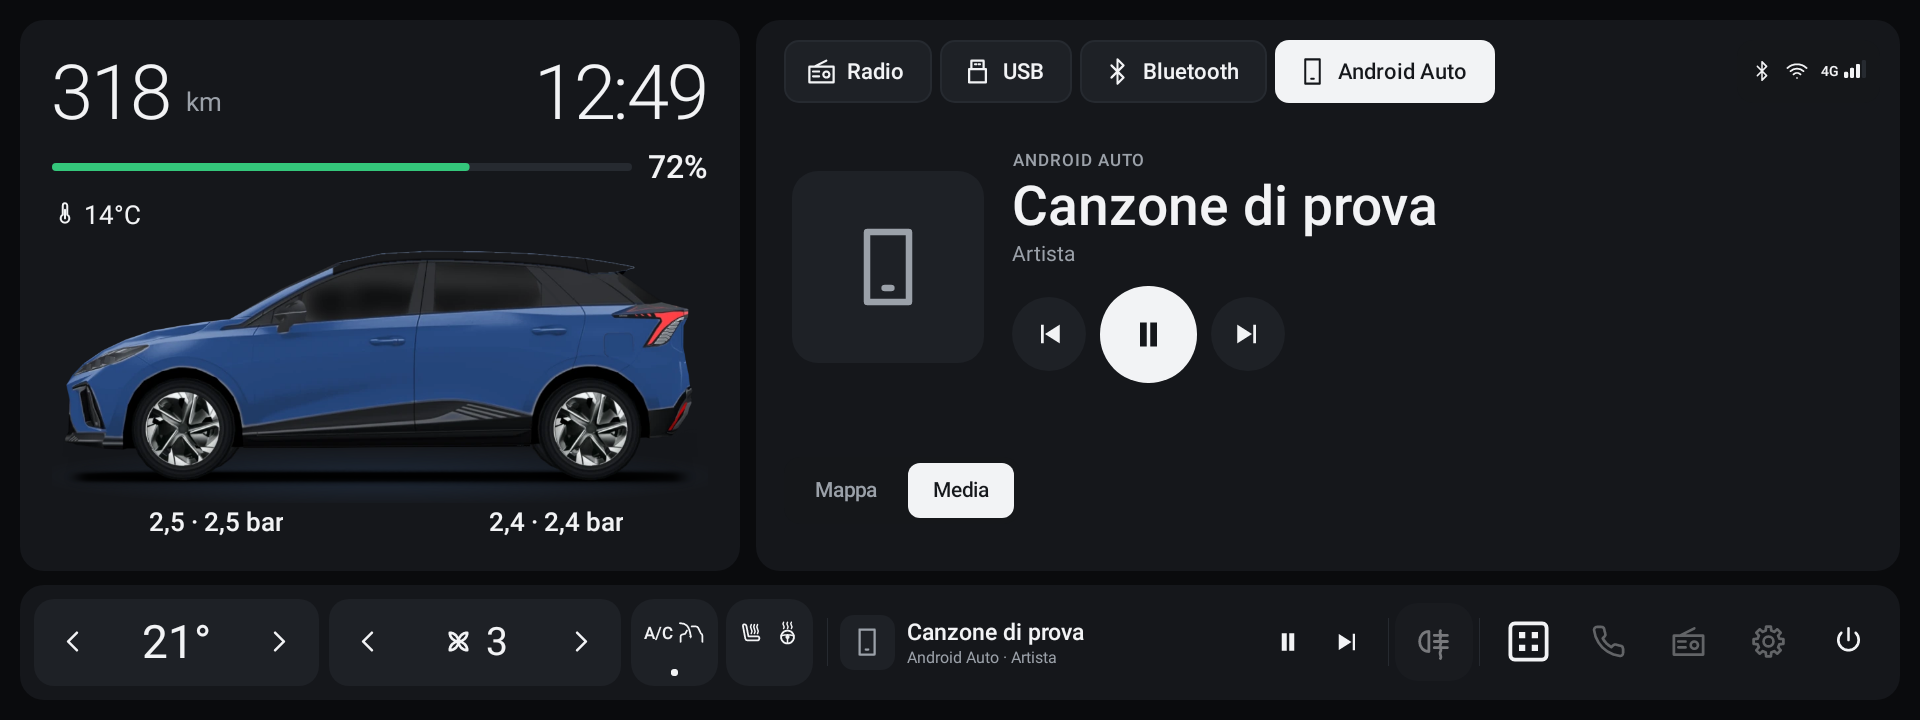 318 km
12:49
72%
14°C
2,5 · 2,5 bar
2,4 · 2,4 bar
Radio
USB
Bluetooth
Android Auto
4G
ANDROID AUTO
Canzone di prova
Artista
Mappa
Media
21°
3
A/C
Canzone di prova
Android Auto · Artista